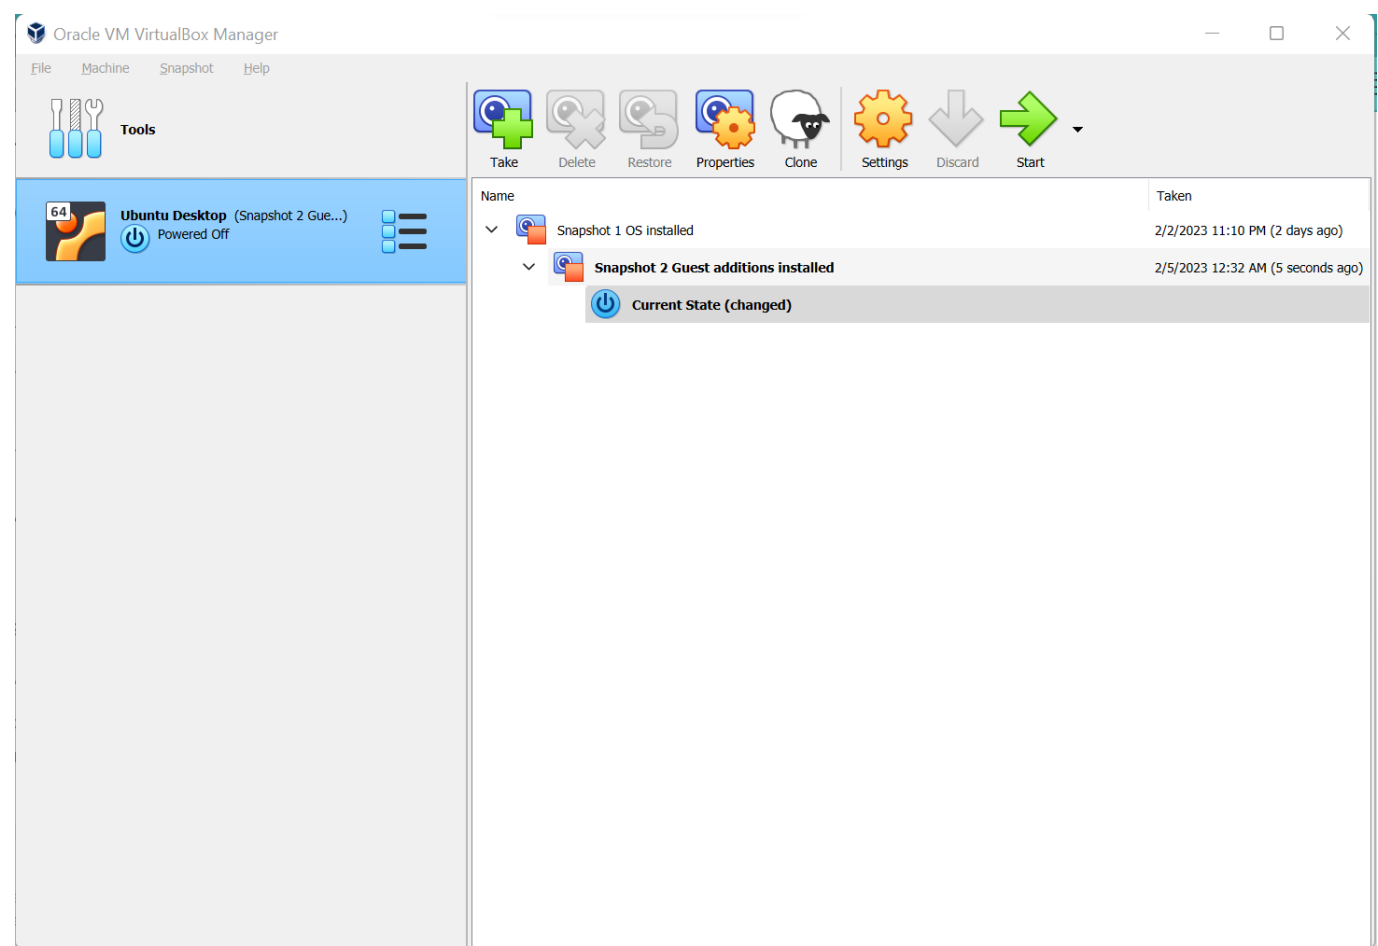 Oracle VM VirtualBox Manager
File Machine Snapshot Help
Tools
Take Delete Restore Properties Clone Settings Discard Start
64
Ubuntu Desktop (Snapshot 2 Gue...)
Powered Off
Name Taken
Snapshot 1 OS installed 2/2/2023 11:10 PM (2 days ago)
Snapshot 2 Guest additions installed 2/5/2023 12:32 AM (5 seconds ago)
Current State (changed)